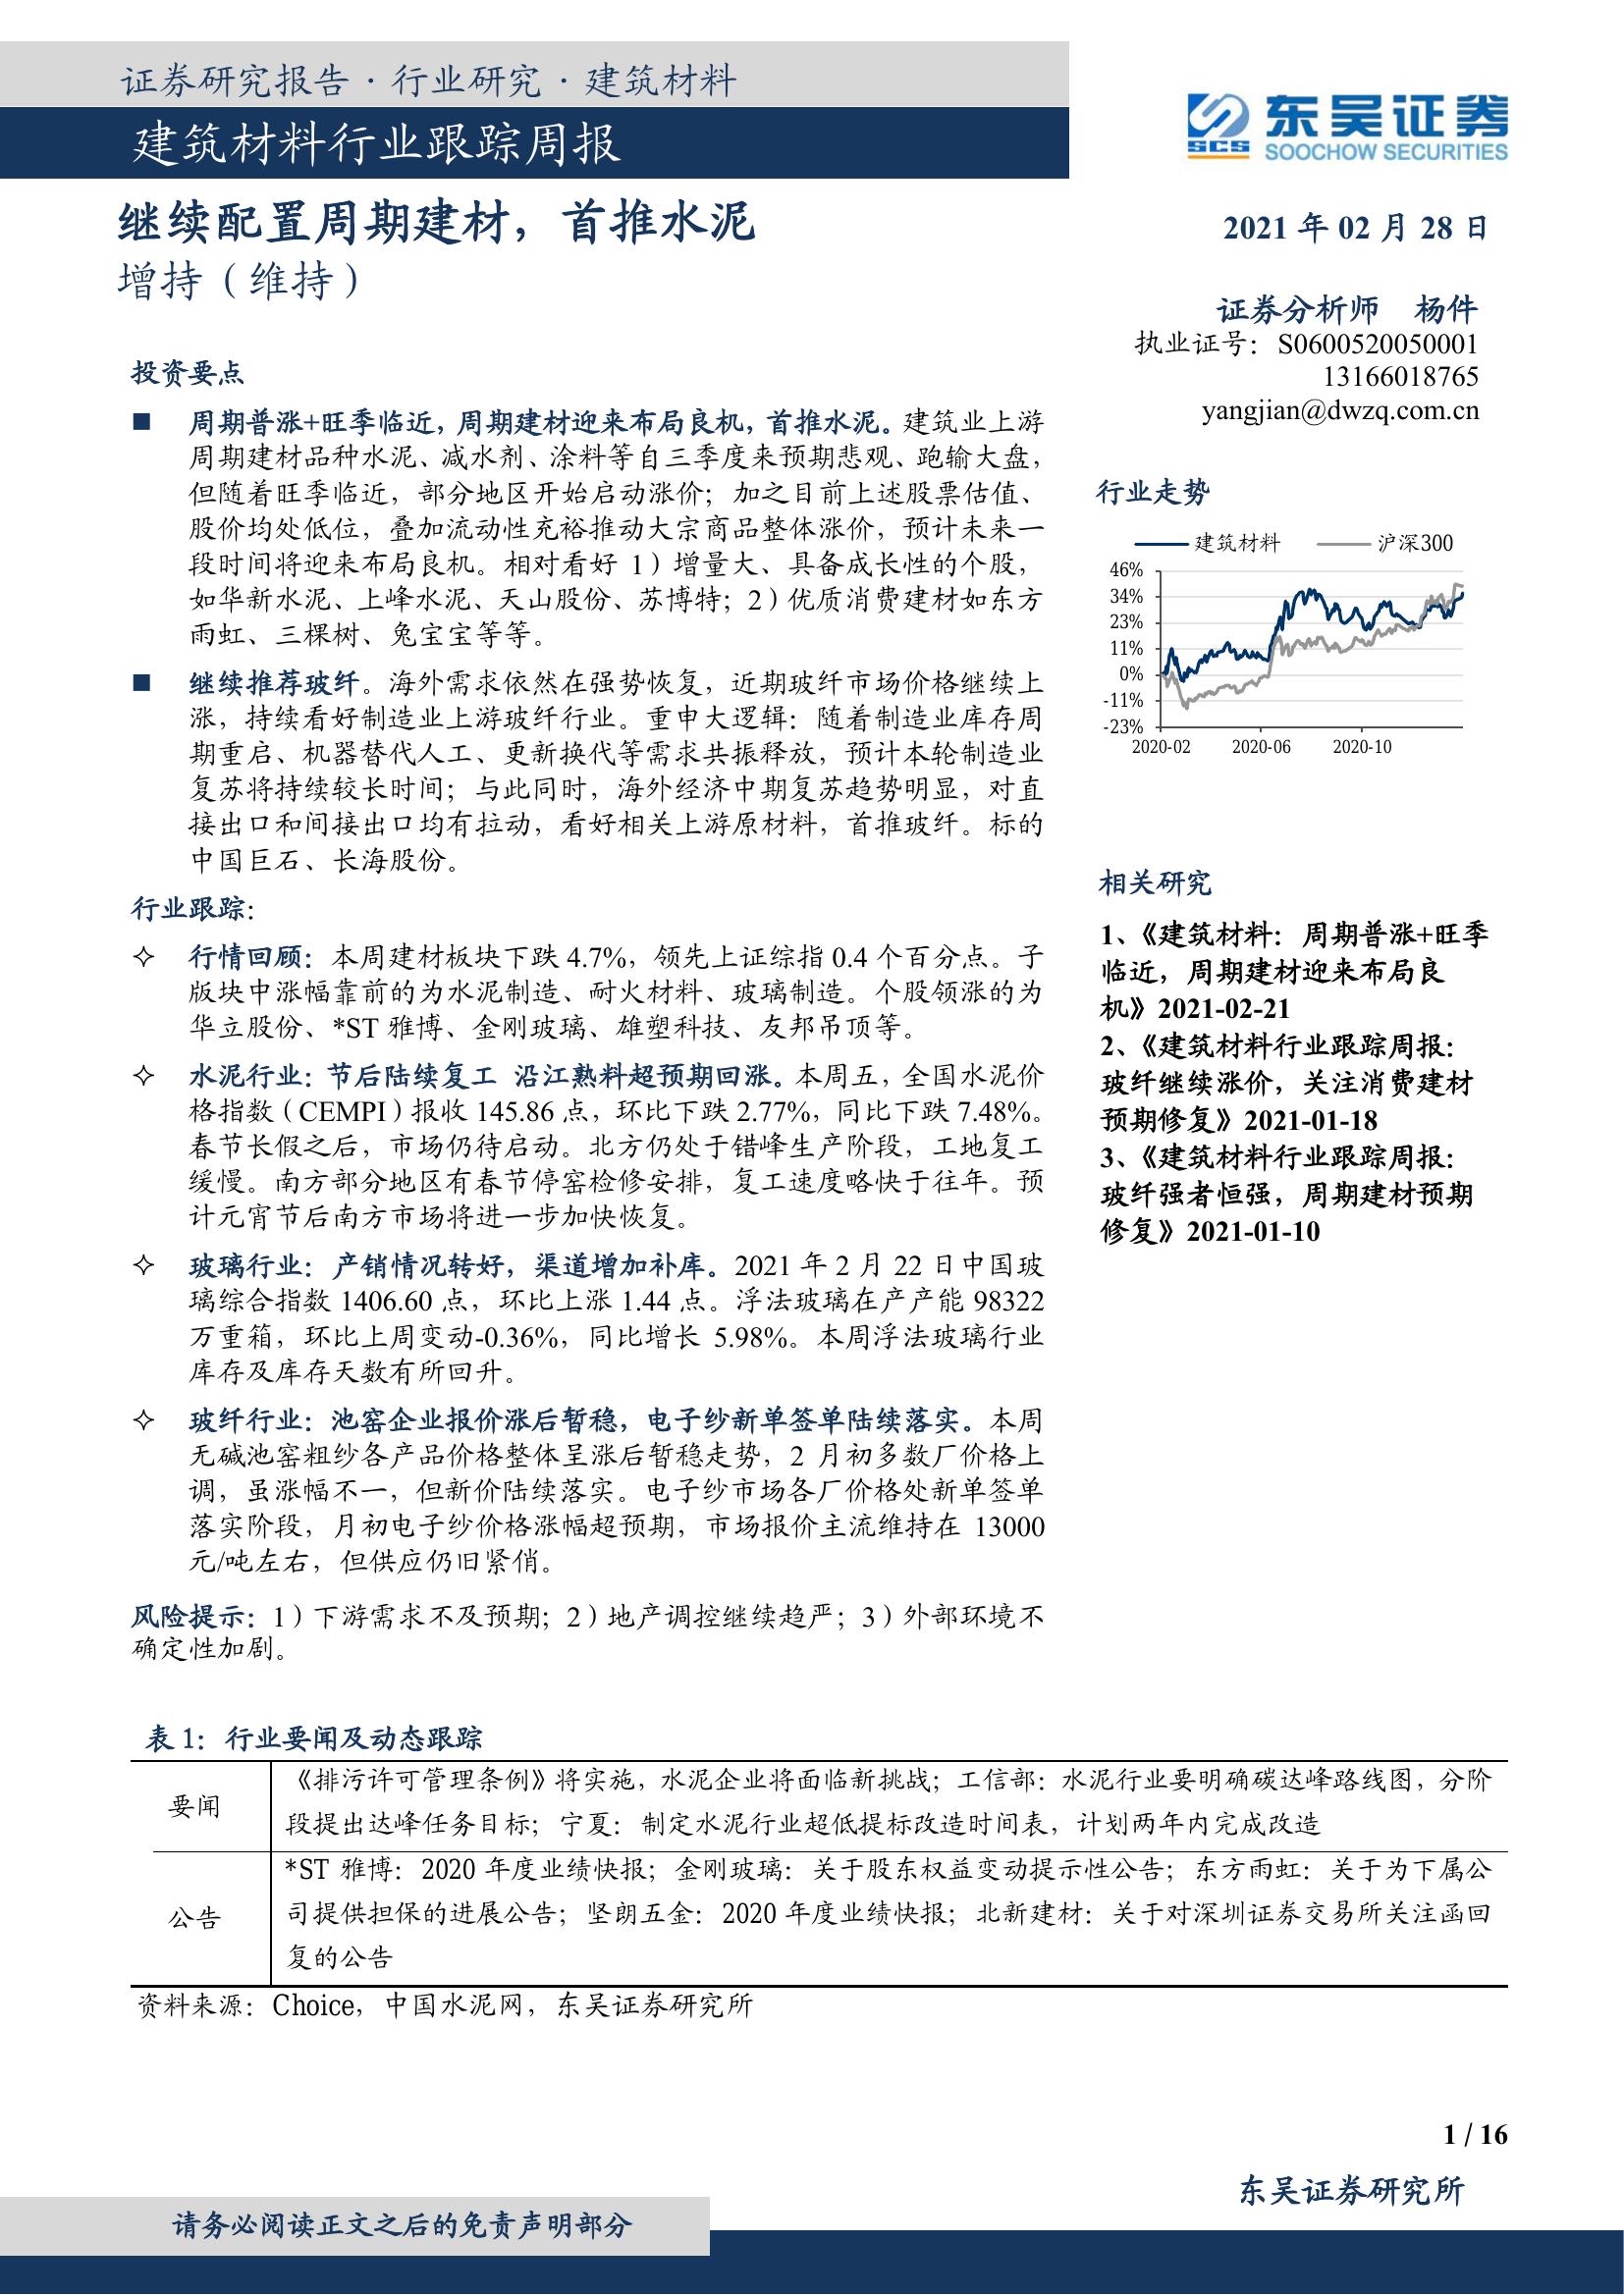 证券研究报告 · 行业研究 · 建筑材料
建筑材料行业跟踪周报
SCS 东吴证券
SOOCHOW SECURITIES
继续配置周期建材，首推水泥
增持（维持）
2021 年 02 月 28 日
证券分析师 杨件
执业证号：S0600520050001
13166018765
yangjian@dwzq.com.cn
投资要点
■ 周期普涨+旺季临近，周期建材迎来布局良机，首推水泥。建筑业上游
周期建材品种水泥、减水剂、涂料等自三季度来预期悲观、跑输大盘，
但随着旺季临近，部分地区开始启动涨价；加之目前上述股票估值、
股价均处低位，叠加流动性充裕推动大宗商品整体涨价，预计未来一
段时间将迎来布局良机。相对看好 1）增量大、具备成长性的个股，
如华新水泥、上峰水泥、天山股份、苏博特；2）优质消费建材如东方
雨虹、三棵树、兔宝宝等等。
■ 继续推荐玻纤。海外需求依然在强势恢复，近期玻纤市场价格继续上
涨，持续看好制造业上游玻纤行业。重申大逻辑：随着制造业库存周
期重启、机器替代人工、更新换代等需求共振释放，预计本轮制造业
复苏将持续较长时间；与此同时，海外经济中期复苏趋势明显，对直
接出口和间接出口均有拉动，看好相关上游原材料，首推玻纤。标的
中国巨石、长海股份。
行业跟踪：
✧ 行情回顾：本周建材板块下跌 4.7%，领先上证综指 0.4 个百分点。子
版块中涨幅靠前的为水泥制造、耐火材料、玻璃制造。个股领涨的为
华立股份、*ST 雅博、金刚玻璃、雄塑科技、友邦吊顶等。
✧ 水泥行业：节后陆续复工 沿江熟料超预期回涨。本周五，全国水泥价
格指数（CEMPI）报收 145.86 点，环比下跌 2.77%，同比下跌 7.48%。
春节长假之后，市场仍待启动。北方仍处于错峰生产阶段，工地复工
缓慢。南方部分地区有春节停窑检修安排，复工速度略快于往年。预
计元宵节后南方市场将进一步加快恢复。
✧ 玻璃行业：产销情况转好，渠道增加补库。2021 年 2 月 22 日中国玻
璃综合指数 1406.60 点，环比上涨 1.44 点。浮法玻璃在产产能 98322
万重箱，环比上周变动-0.36%，同比增长 5.98%。本周浮法玻璃行业
库存及库存天数有所回升。
✧ 玻纤行业：池窑企业报价涨后暂稳，电子纱新单签单陆续落实。本周
无碱池窑粗纱各产品价格整体呈涨后暂稳走势，2 月初多数厂价格上
调，虽涨幅不一，但新价陆续落实。电子纱市场各厂价格处新单签单
落实阶段，月初电子纱价格涨幅超预期，市场报价主流维持在 13000
元/吨左右，但供应仍旧紧俏。
风险提示：1）下游需求不及预期；2）地产调控继续趋严；3）外部环境不
确定性加剧。
行业走势
建筑材料 沪深300
46%
34%
23%
11%
0%
-11%
-23%
2020-02 2020-06 2020-10
相关研究
1、《建筑材料：周期普涨+旺季
临近，周期建材迎来布局良
机》2021-02-21
2、《建筑材料行业跟踪周报：
玻纤继续涨价，关注消费建材
预期修复》2021-01-18
3、《建筑材料行业跟踪周报：
玻纤强者恒强，周期建材预期
修复》2021-01-10
表 1：行业要闻及动态跟踪
要闻
《排污许可管理条例》将实施，水泥企业将面临新挑战；工信部：水泥行业要明确碳达峰路线图，分阶
段提出达峰任务目标；宁夏：制定水泥行业超低提标改造时间表，计划两年内完成改造
公告
*ST 雅博：2020 年度业绩快报；金刚玻璃：关于股东权益变动提示性公告；东方雨虹：关于为下属公
司提供担保的进展公告；坚朗五金：2020 年度业绩快报；北新建材：关于对深圳证券交易所关注函回
复的公告
资料来源：Choice，中国水泥网，东吴证券研究所
1 / 16
东吴证券研究所
请务必阅读正文之后的免责声明部分